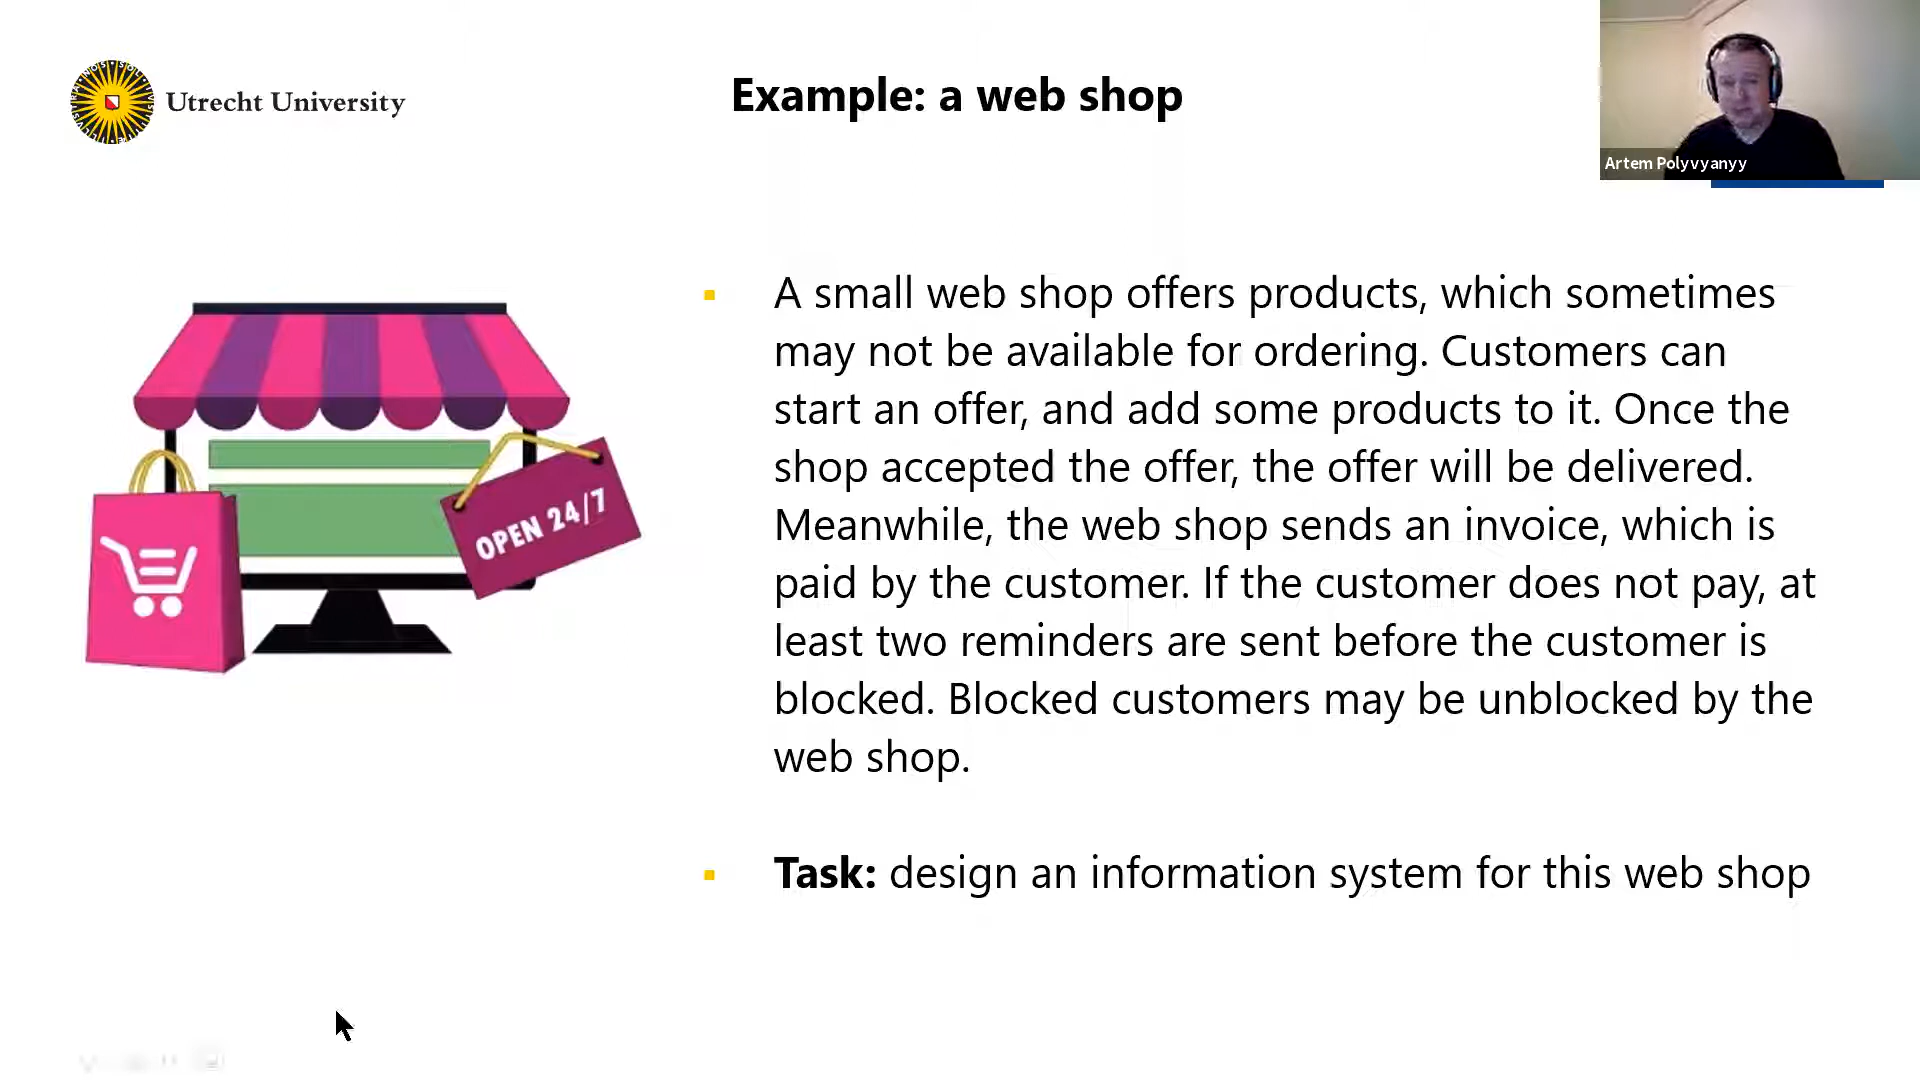 Utrecht University
Example: a web shop
Artem Polyvyanyy
A small web shop offers products, which sometimes
may not be available for ordering. Customers can
start an offer, and add some products to it. Once the
shop accepted the offer, the offer will be delivered.
Meanwhile, the web shop sends an invoice, which is
paid by the customer. If the customer does not pay, at
least two reminders are sent before the customer is
blocked. Blocked customers may be unblocked by the
web shop.
OPEN 24/7
Task: design an information system for this web shop